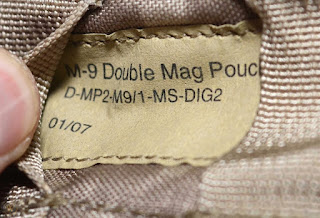 M-9 Double Mag Pouc
D-MP2-M9/1-MS-DIG2
01/07